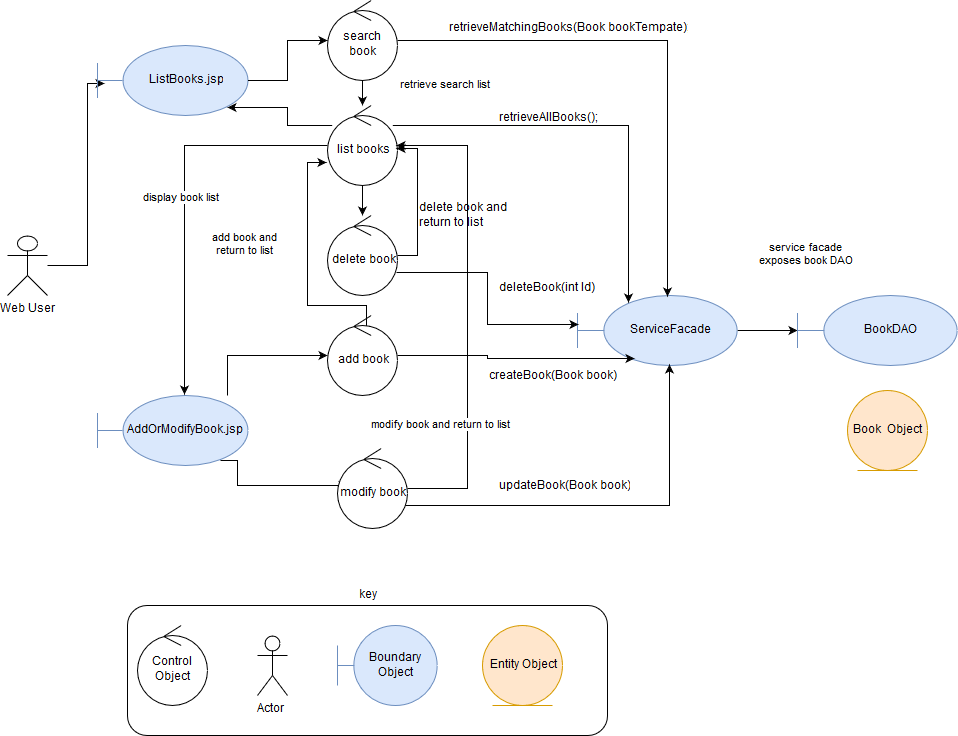 search
book
retrieveMatchingBooks(Book bookTempate)
ListBooks.jsp
retrieve search list
retrieveAllBooks();
list books
display book list
delete book and
return to list
add book and
return to list
delete book
service facade
exposes book DAO
deleteBook(int Id)
Web User
ServiceFacade
BookDAO
add book
createBook(Book book)
modify book and return to list
AddOrModifyBook.jsp
Book Object
modify book
updateBook(Book book)
key
Control
Object
Actor
Boundary
Object
Entity Object